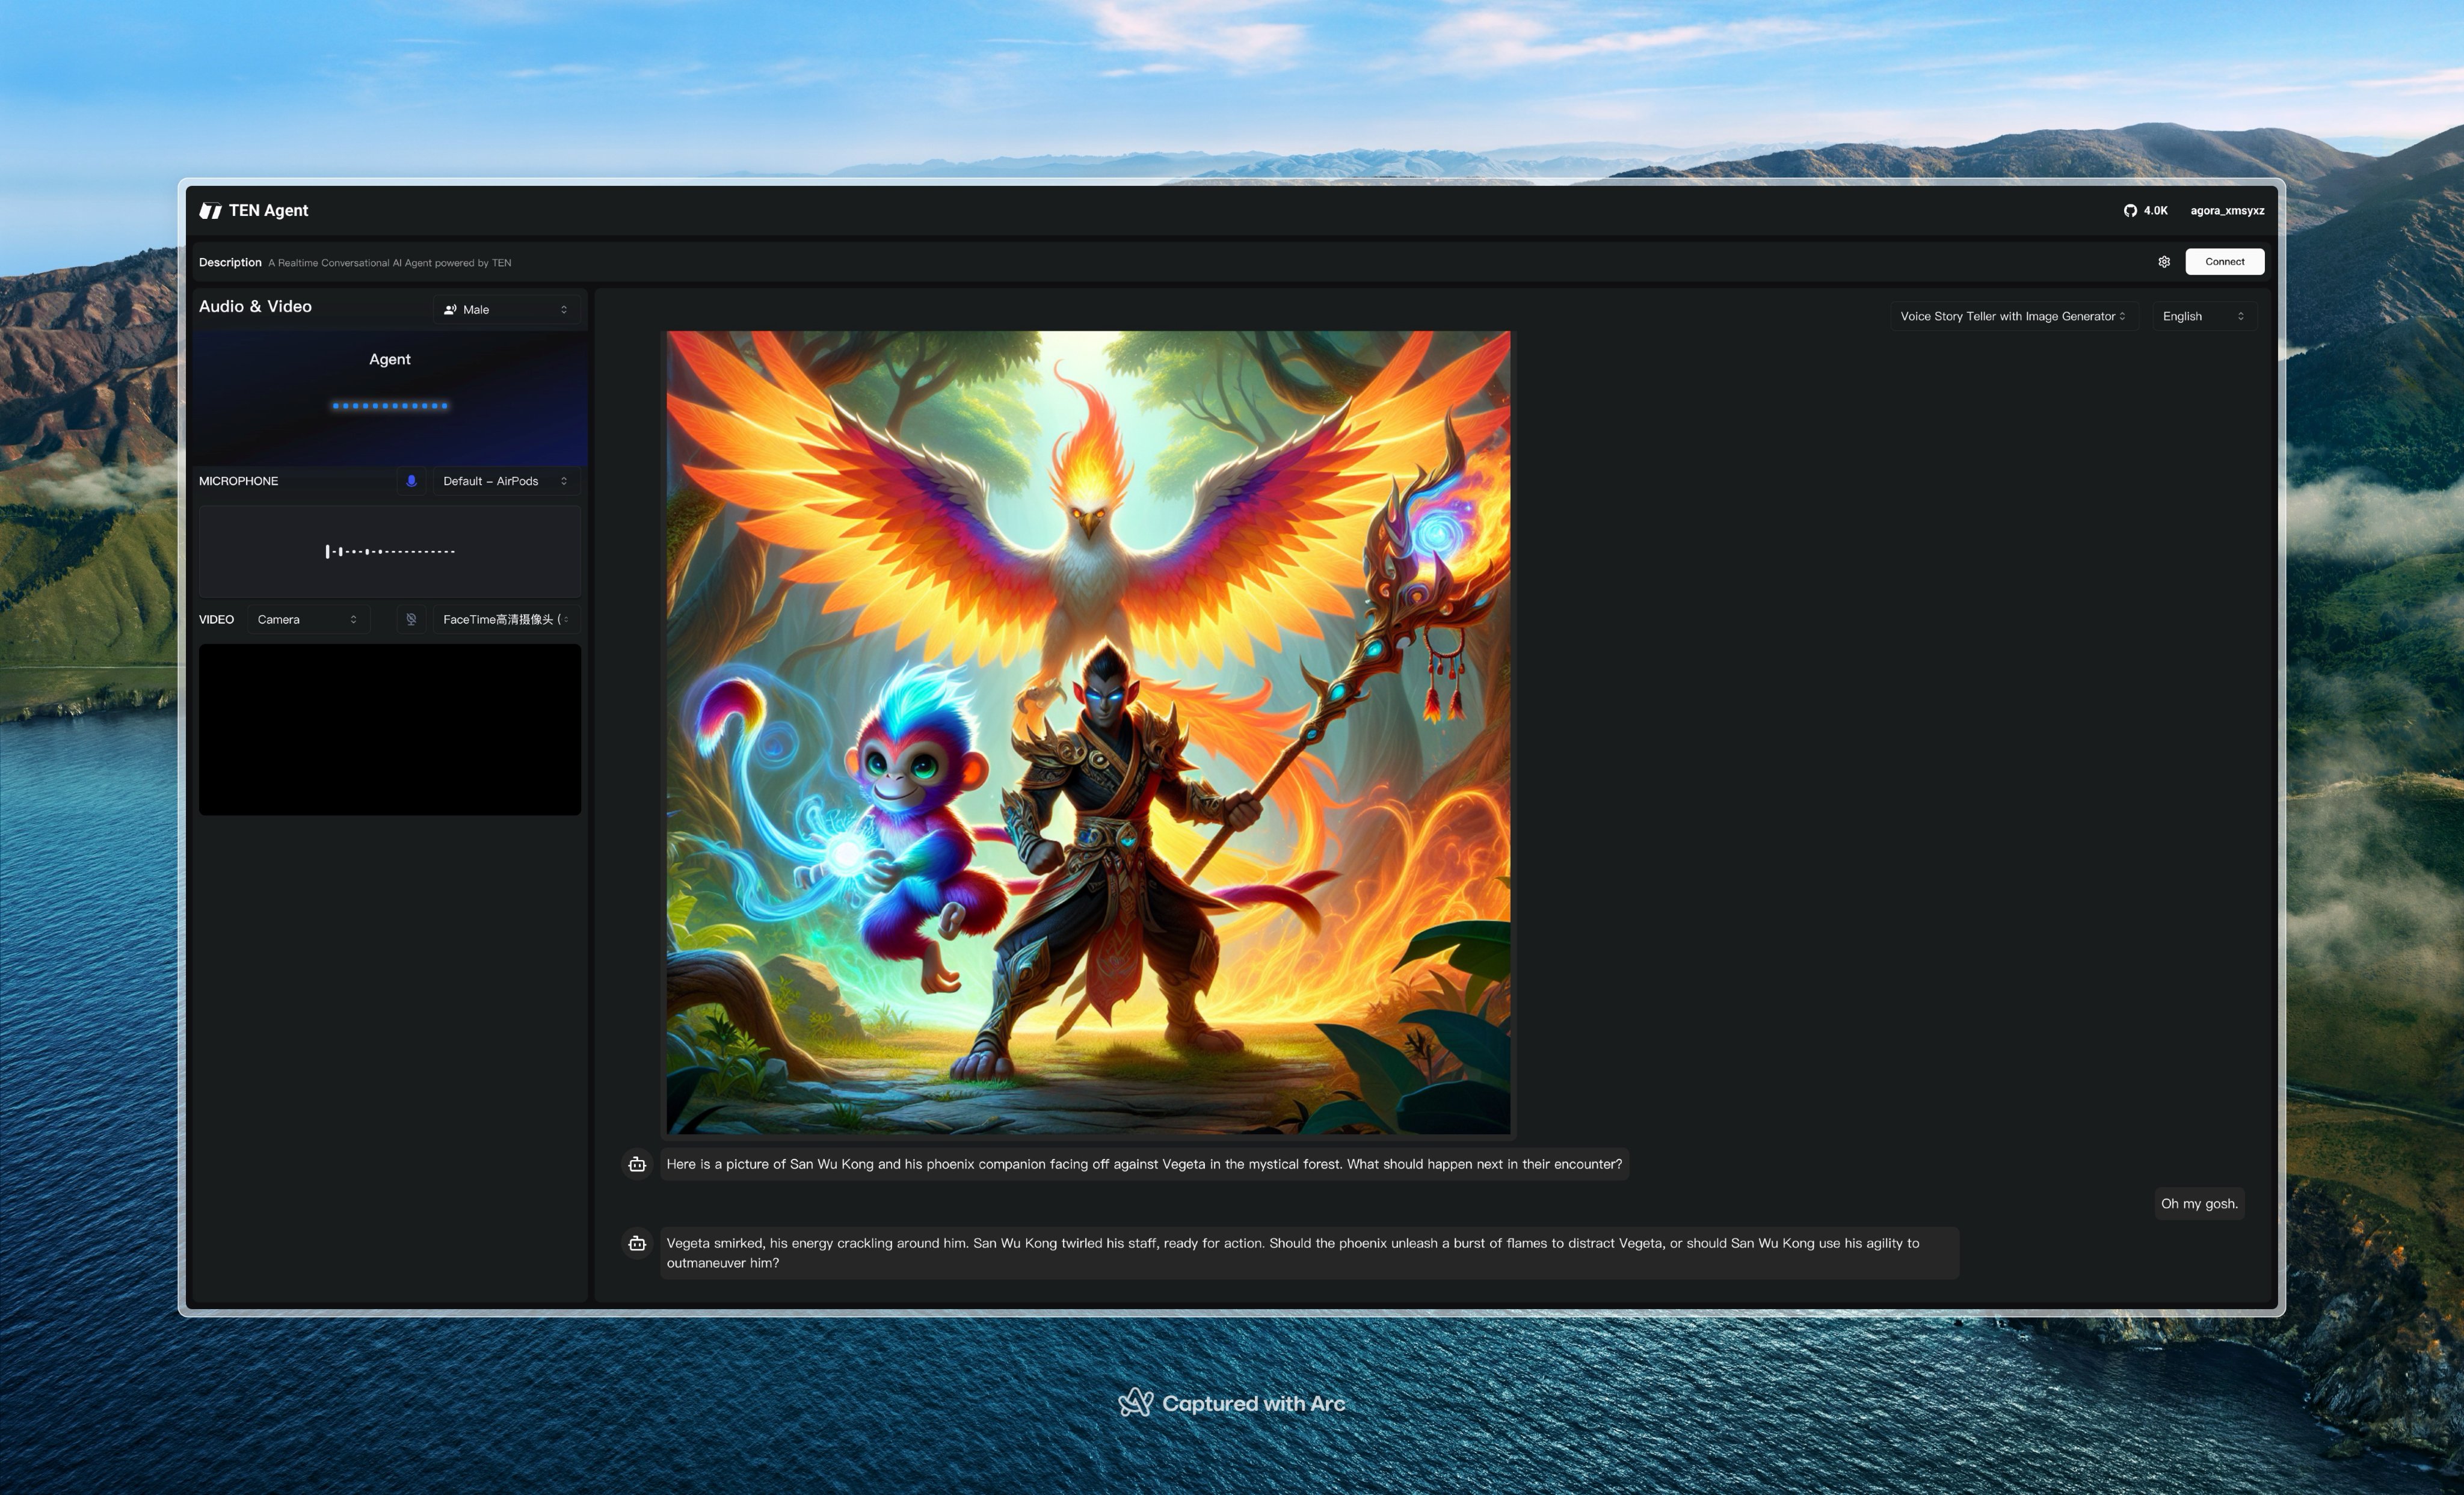 TEN Agent
4.0K
agora_xmsyxz
Description A Realtime Conversational AI Agent powered by TEN
Connect
Audio & Video
Male
Agent
MICROPHONE
Default – AirPods
VIDEO
Camera
FaceTime高清摄像头 (
Voice Story Teller with Image Generator
English
Here is a picture of San Wu Kong and his phoenix companion facing off against Vegeta in the mystical forest. What should happen next in their encounter?
Oh my gosh.
Vegeta smirked, his energy crackling around him. San Wu Kong twirled his staff, ready for action. Should the phoenix unleash a burst of flames to distract Vegeta, or should San Wu Kong use his agility to
outmaneuver him?
Captured with Arc